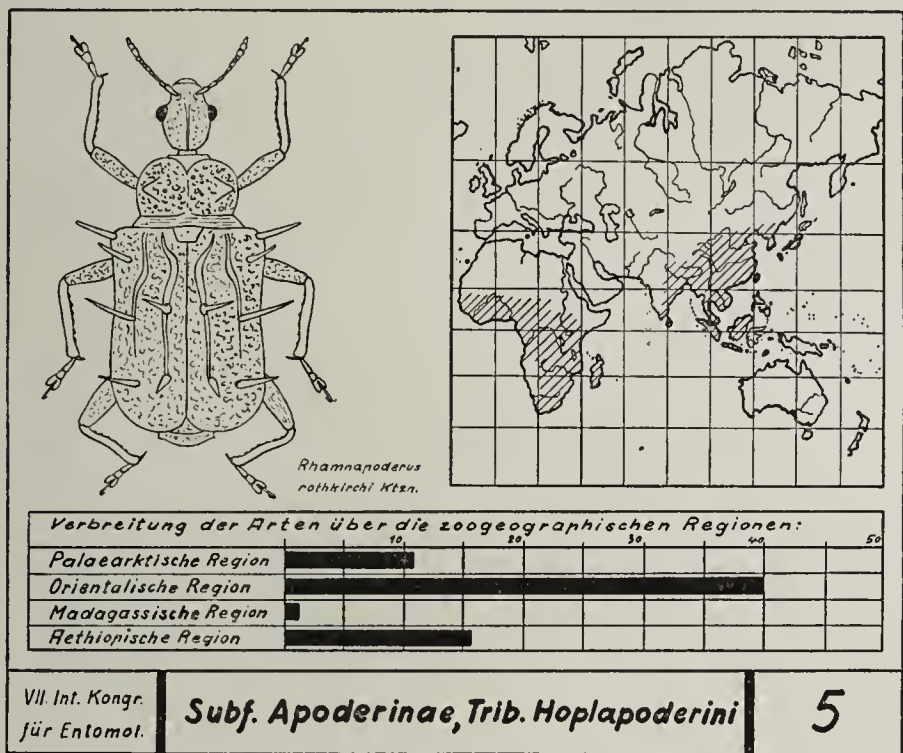 Rhamnapoderus
rothkirchi Ktzn.
Verbreitung der Arten über die zoogeographischen Regionen:
10 20 30 40 50
Palaearktische Region
Orientalische Region
Madagassische Region
Aethiopische Region
VII. Int. Kongr.
für Entomol.
Subf. Apoderinae, Trib. Hoplapoderini
5